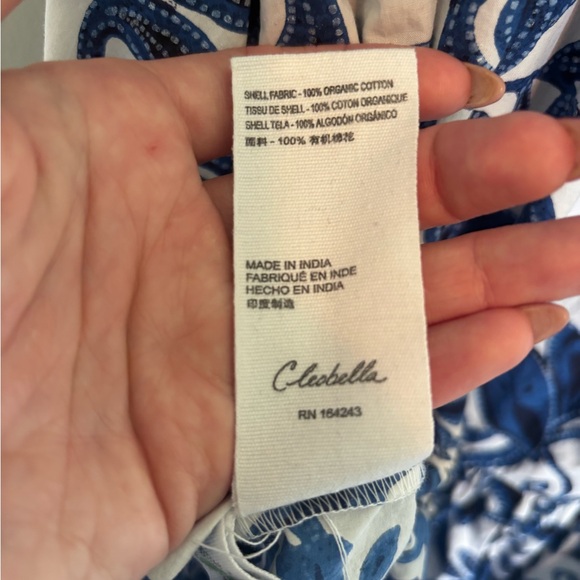 SHELL FABRIC - 100% ORGANIC COTTON
TISSU DE SHELL - 100% COTON ORGANIQUE
SHELL TELA - 100% ALGODÓN ORGÁNICO
面料 - 100% 有机棉花
MADE IN INDIA
FABRIQUÉ EN INDE
HECHO EN INDIA
印度制造
Cleobella
RN 164243